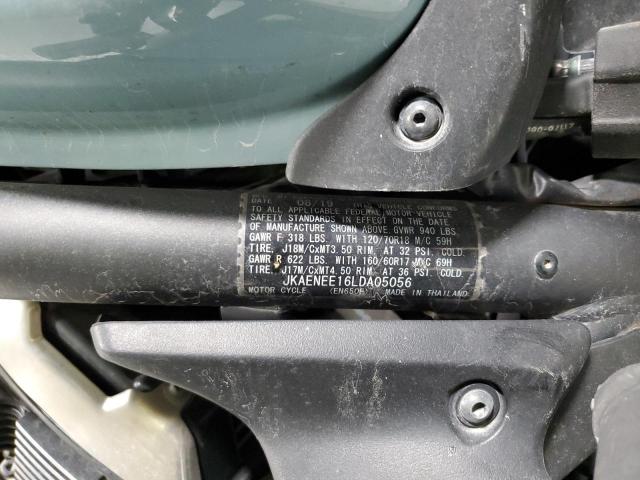 DATE 08/19 THIS VEHICLE CONFORMS
TO ALL APPLICABLE FEDERAL MOTOR VEHICLE
SAFETY STANDARDS IN EFFECT ON THE DATE
OF MANUFACTURE SHOWN ABOVE. GVWR 940 LBS.
GAWR F. 318 LBS. WITH 120/70R18 M/C 59H
TIRE, J18M/CxMT3.50 RIM, AT 32 PSI. COLD.
GAWR R. 622 LBS. WITH 160/60R17 M/C 69H
TIRE, J17M/CxMT4.50 RIM, AT 36 PSI. COLD.
JKAENEE16LDA05056
MOTOR CYCLE MADE IN THAILAND